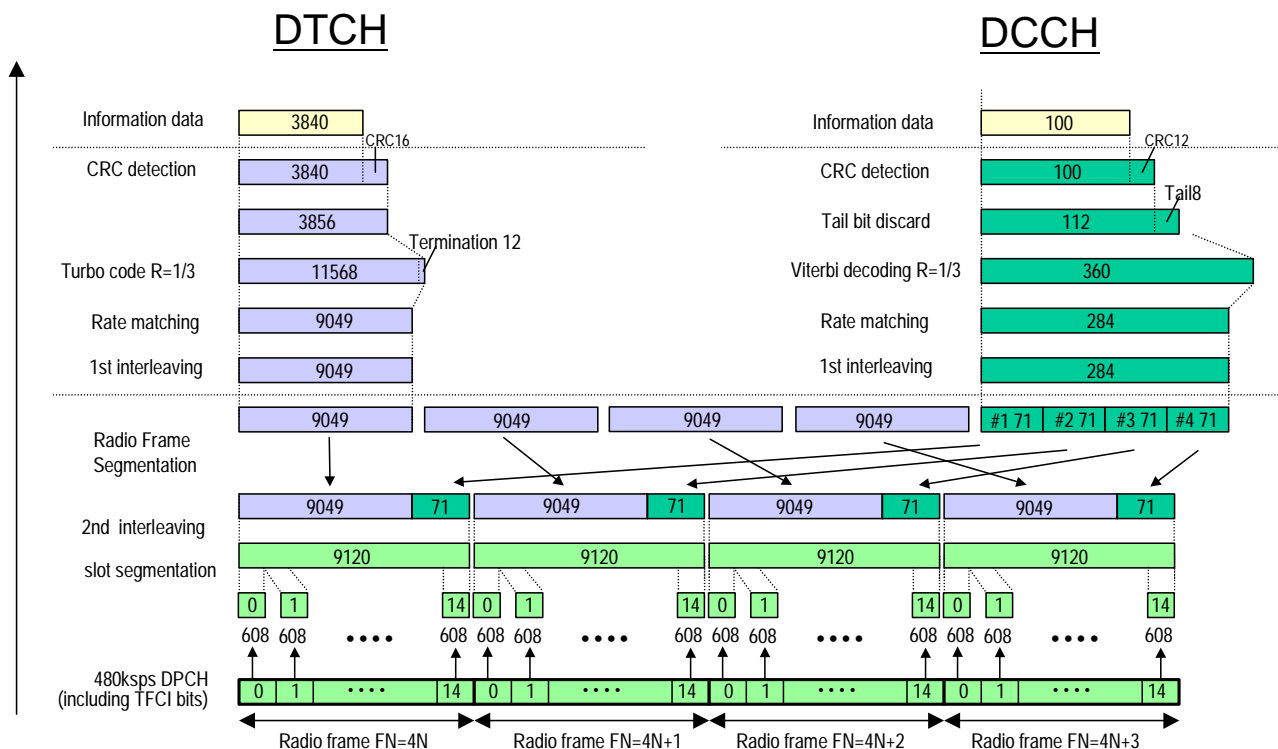 DTCH DCCH
Information data 3840 Information data 100
CRC16 CRC12
CRC detection 3840 CRC detection 100
Tail8
3856 Tail bit discard 112
Termination 12
Turbo code R=1/3 11568 Viterbi decoding R=1/3 360
Rate matching 9049 Rate matching 284
1st interleaving 9049 1st interleaving 284
9049 9049 9049 9049 #1 71 #2 71 #3 71 #4 71
Radio Frame
Segmentation
9049 71 9049 71 9049 71 9049 71
2nd interleaving
9120 9120 9120 9120
slot segmentation
0 1 14 0 1 14 0 1 14 0 1 14
608 608 •••• 608 608 608 •••• 608 608 608 •••• 608 608 608 •••• 608
480ksps DPCH
(including TFCI bits)
0 1 •••• 14 0 1 •••• 14 0 1 •••• 14 0 1 •••• 14
Radio frame FN=4N Radio frame FN=4N+1 Radio frame FN=4N+2 Radio frame FN=4N+3